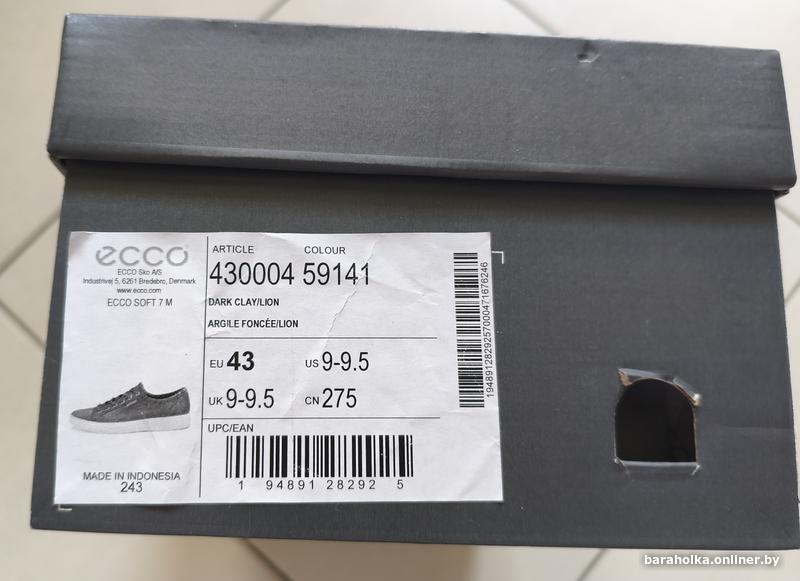 ecco
ECCO Sko A/S
Industrivej 5, 6261 Bredebro, Denmark
www.ecco.com
ECCO SOFT 7 M
MADE IN INDONESIA
243
ARTICLE COLOUR
430004 59141
DARK CLAY/LION
ARGILE FONCÉE/LION
EU 43 US 9-9.5
UK 9-9.5 CN 275
UPC/EAN
1 94891 28292 5
1948912829257000471676246
baraholka.onliner.by